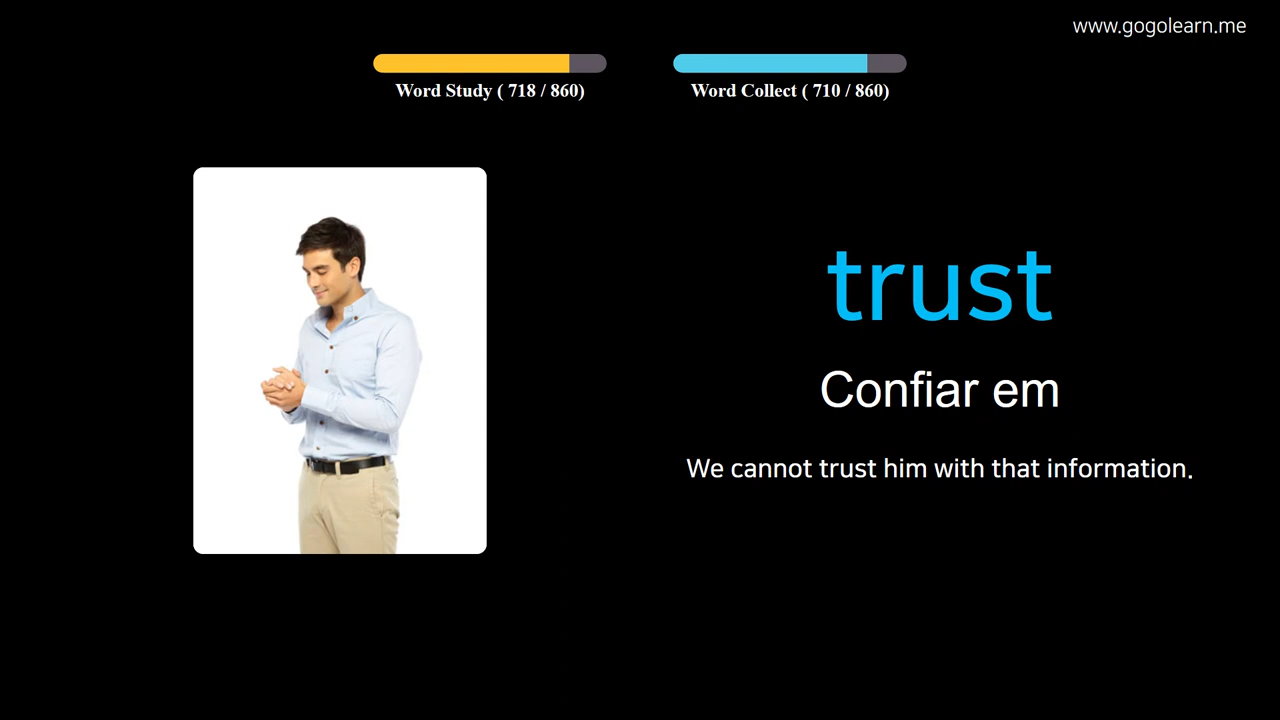 www.gogolearn.me
Word Study ( 718 / 860)
Word Collect ( 710 / 860)
trust
Confiar em
We cannot trust him with that information.